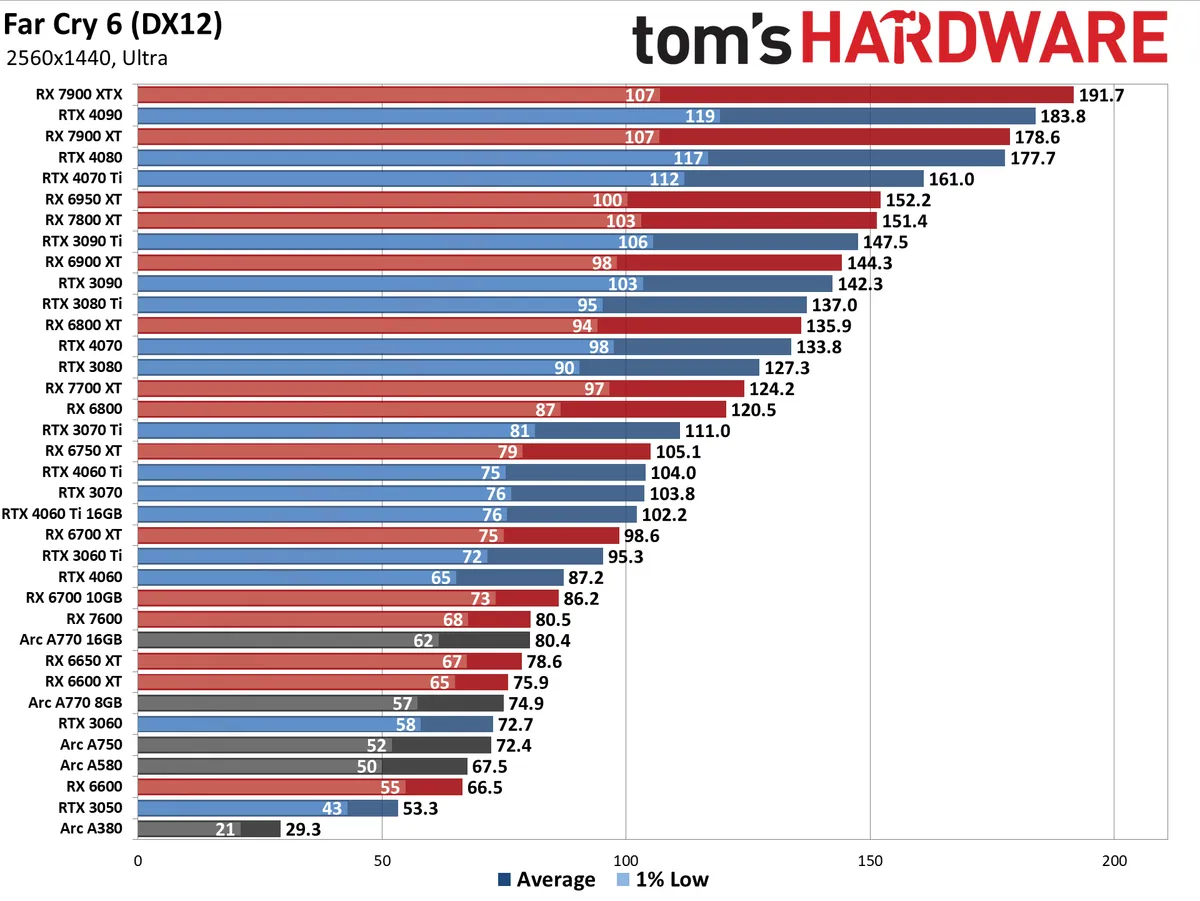 Far Cry 6 (DX12)
2560x1440, Ultra
tom's HARDWARE
RX 7900 XTX 107 191.7
RTX 4090 119 183.8
RX 7900 XT 107 178.6
RTX 4080 117 177.7
RTX 4070 Ti 112 161.0
RX 6950 XT 100 152.2
RX 7800 XT 103 151.4
RTX 3090 Ti 106 147.5
RX 6900 XT 98 144.3
RTX 3090 103 142.3
RTX 3080 Ti 95 137.0
RX 6800 XT 94 135.9
RTX 4070 98 133.8
RTX 3080 90 127.3
RX 7700 XT 97 124.2
RX 6800 87 120.5
RTX 3070 Ti 81 111.0
RX 6750 XT 79 105.1
RTX 4060 Ti 75 104.0
RTX 3070 76 103.8
RTX 4060 Ti 16GB 76 102.2
RX 6700 XT 75 98.6
RTX 3060 Ti 72 95.3
RTX 4060 65 87.2
RX 6700 10GB 73 86.2
RX 7600 68 80.5
Arc A770 16GB 62 80.4
RX 6650 XT 67 78.6
RX 6600 XT 65 75.9
Arc A770 8GB 57 74.9
RTX 3060 58 72.7
Arc A750 52 72.4
Arc A580 50 67.5
RX 6600 55 66.5
RTX 3050 43 53.3
Arc A380 21 29.3
0 50 100 150 200
Average 1% Low